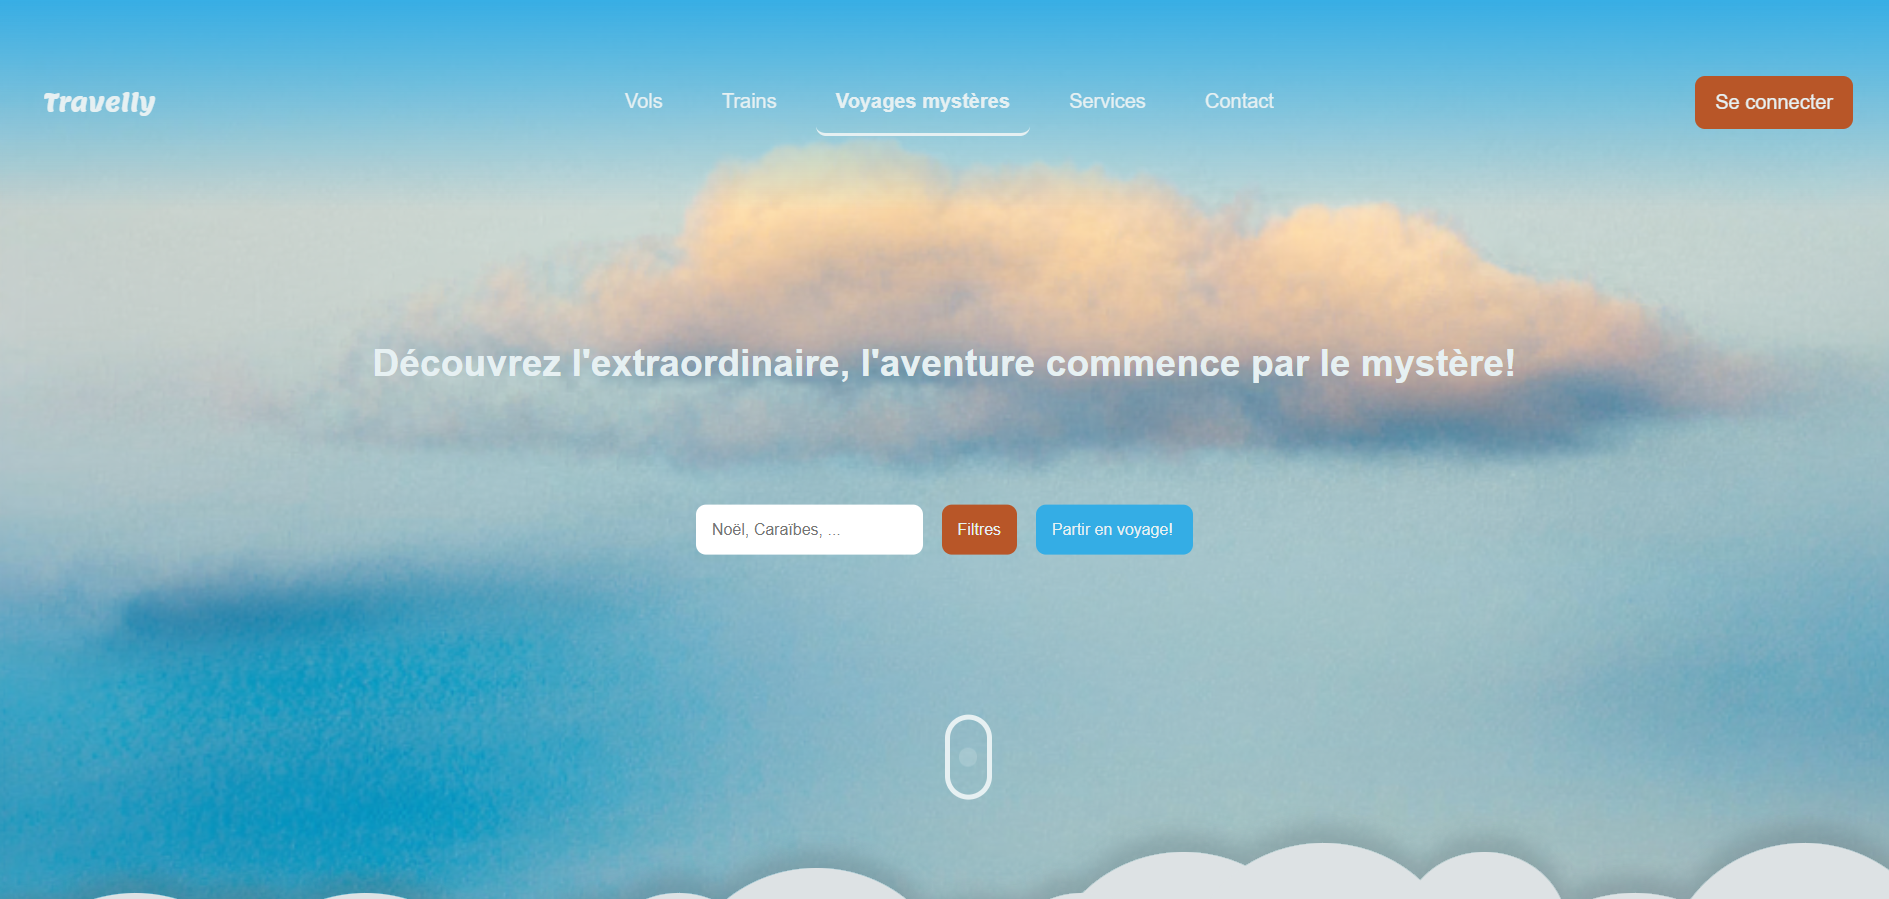 Travelly
Vols Trains Voyages mystères Services Contact
Se connecter
Découvrez l'extraordinaire, l'aventure commence par le mystère!
Noël, Caraïbes, ...
Filtres
Partir en voyage!